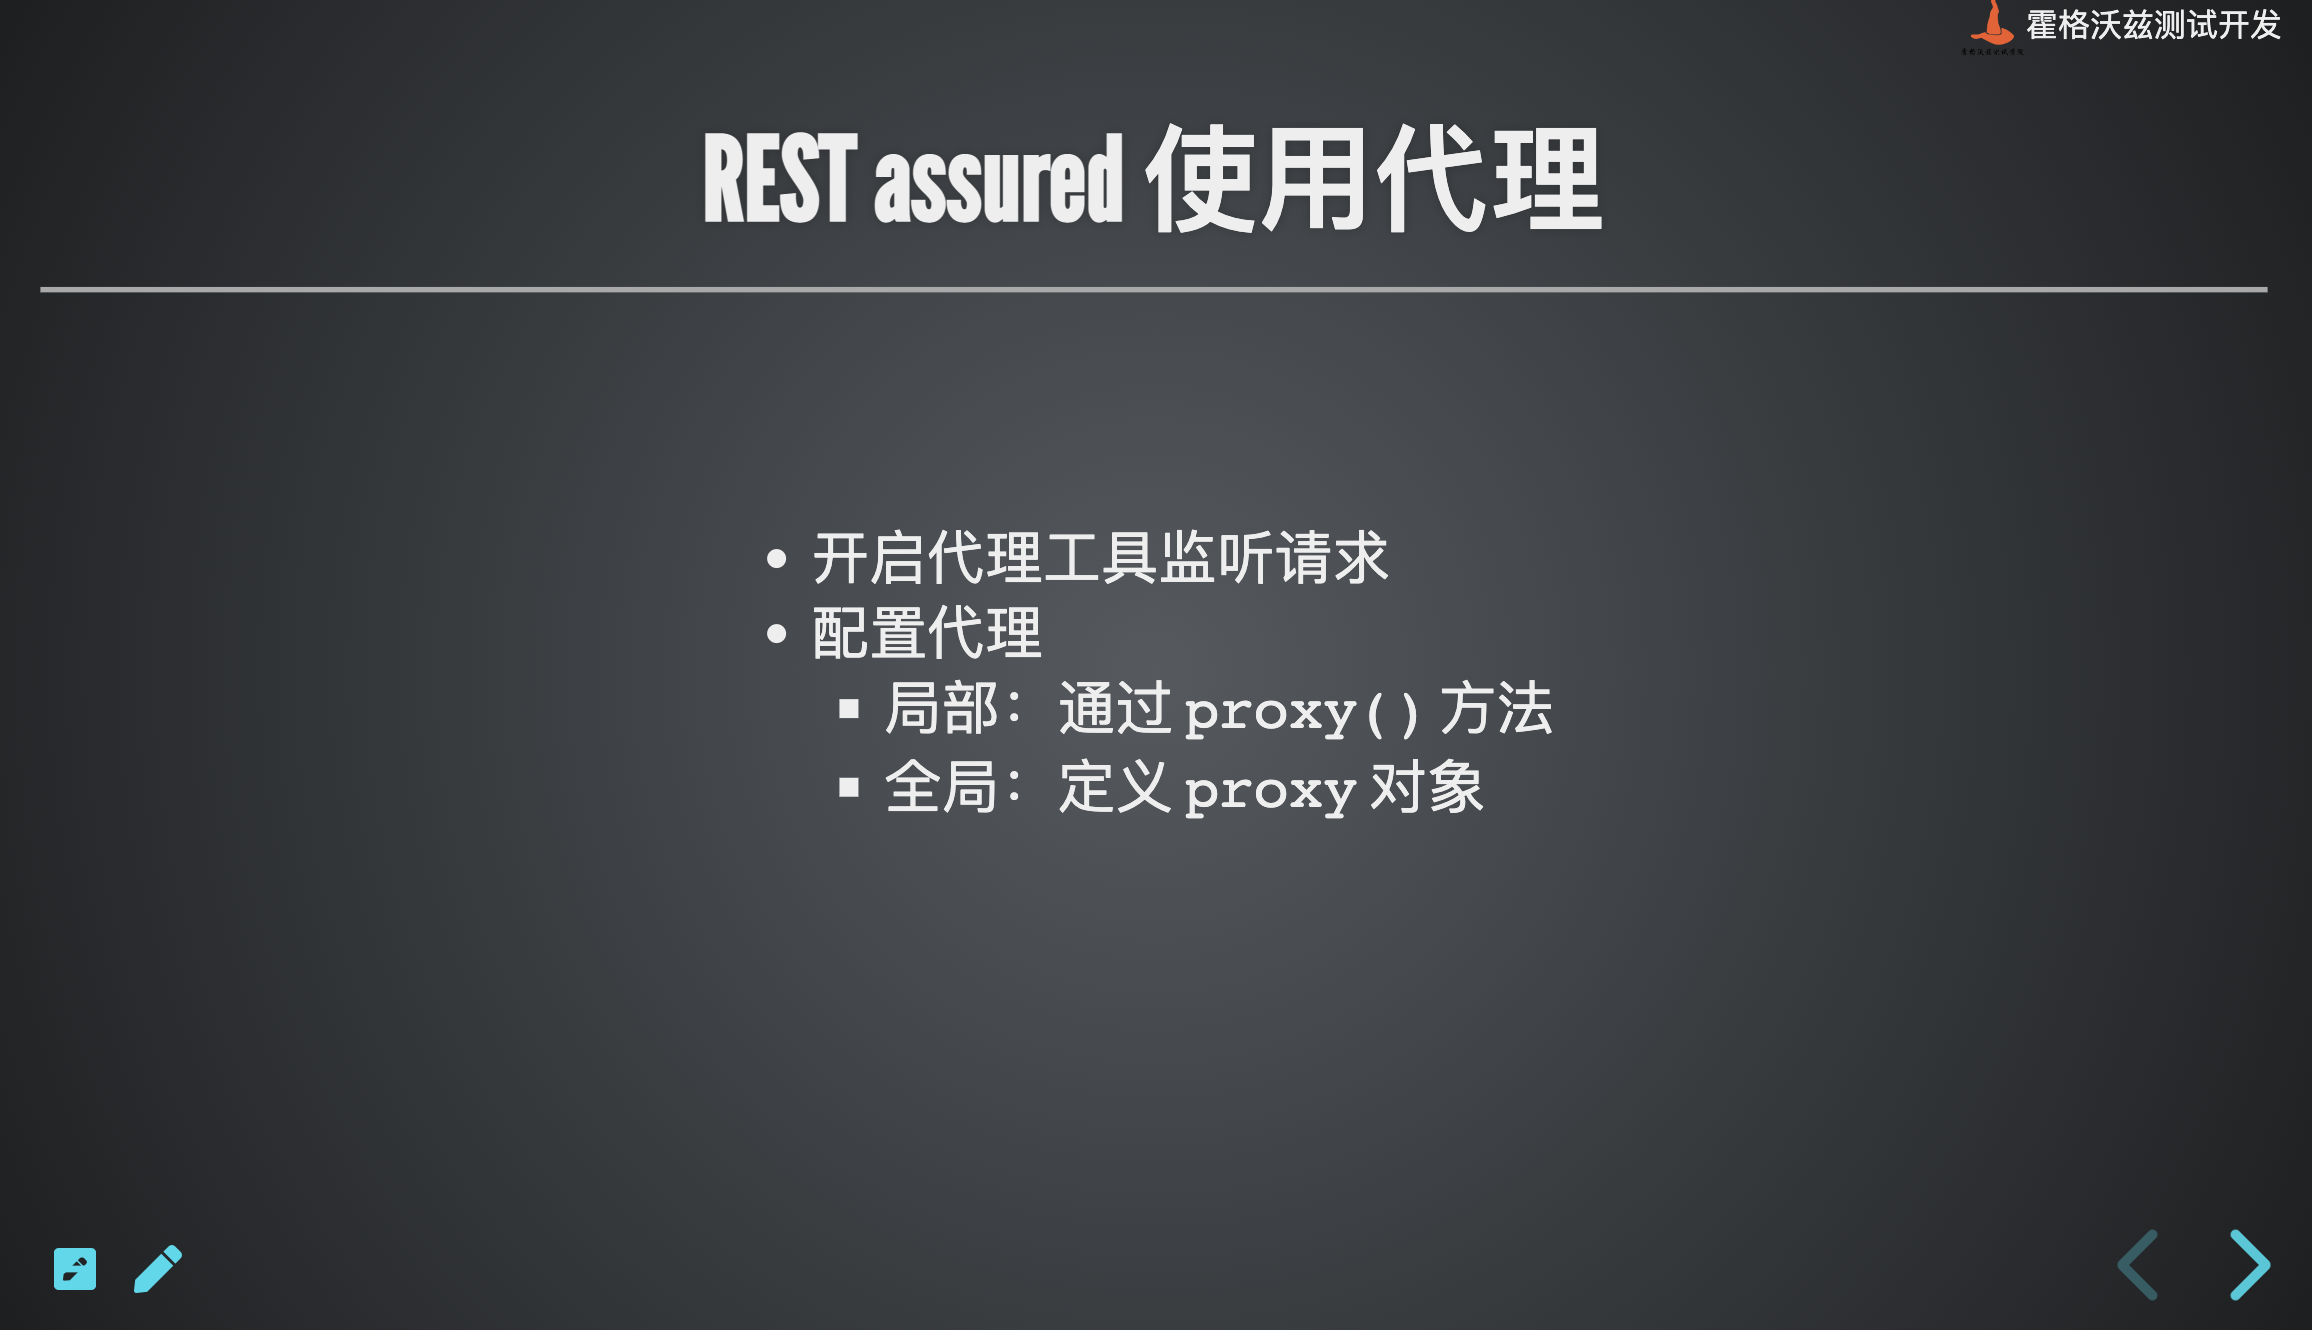 霍格沃兹测试开发
REST assured 使用代理
开启代理工具监听请求
配置代理
局部：通过 proxy() 方法
全局：定义 proxy 对象